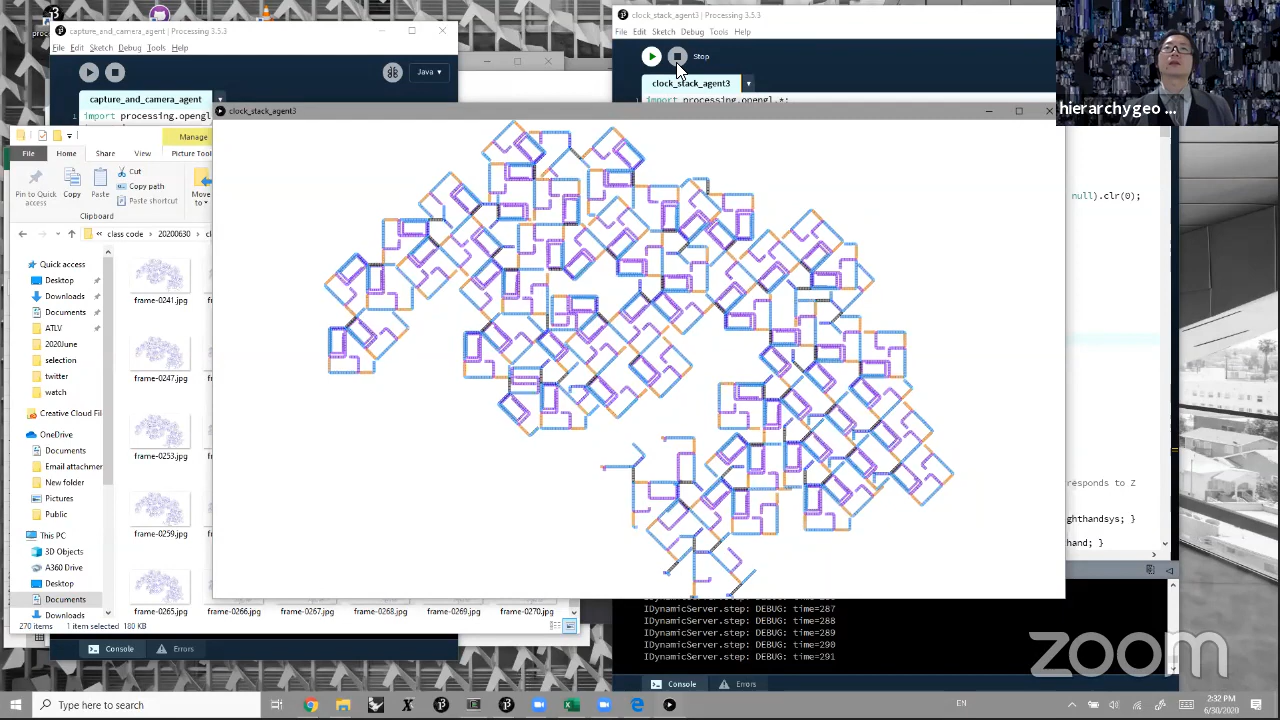 capture_and_camera_agent | Processing 3.5.3
File Edit Sketch Debug Tools Help
Java ▾
capture_and_camera_agent
1 import processing.opengl
clock_stack_agent3 | Processing 3.5.3
File Edit Sketch Debug Tools Help
Stop
clock_stack_agent3
import processing.opengl.*;
hierarchygeo ...
clock_stack_agent3
Manage
File Home Share View Picture Tools
Pin to Quick access
Copy
Paste
Cut
Copy path
Paste shortcut
Move to
Clipboard
« class code › 20200630 ›
Quick access
Desktop
Downloads
Documents
ATLV
2020June
selection
twitter
watch
Creative Cloud Fil
OneDrive
Documents
Email attachment
New folder
Pictures
Public
This PC
3D Objects
A360 Drive
Desktop
Documents
Downloads
frame-0241.jpg
frame-0247.jpg
frame-0253.jpg
frame-0259.jpg
frame-0265.jpg frame-0266.jpg frame-0267.jpg frame-0268.jpg frame-0269.jpg frame-0270.jpg
270 items 1 item selected 180 KB
Console Errors
null).clr(0);
responds to Z
ghthandsys; }
hand; }
IDynamicServer.step: DEBUG: time=287
IDynamicServer.step: DEBUG: time=288
IDynamicServer.step: DEBUG: time=289
IDynamicServer.step: DEBUG: time=290
IDynamicServer.step: DEBUG: time=291
Console Errors
zoom
Type here to search
EN
2:32 PM
6/30/2020